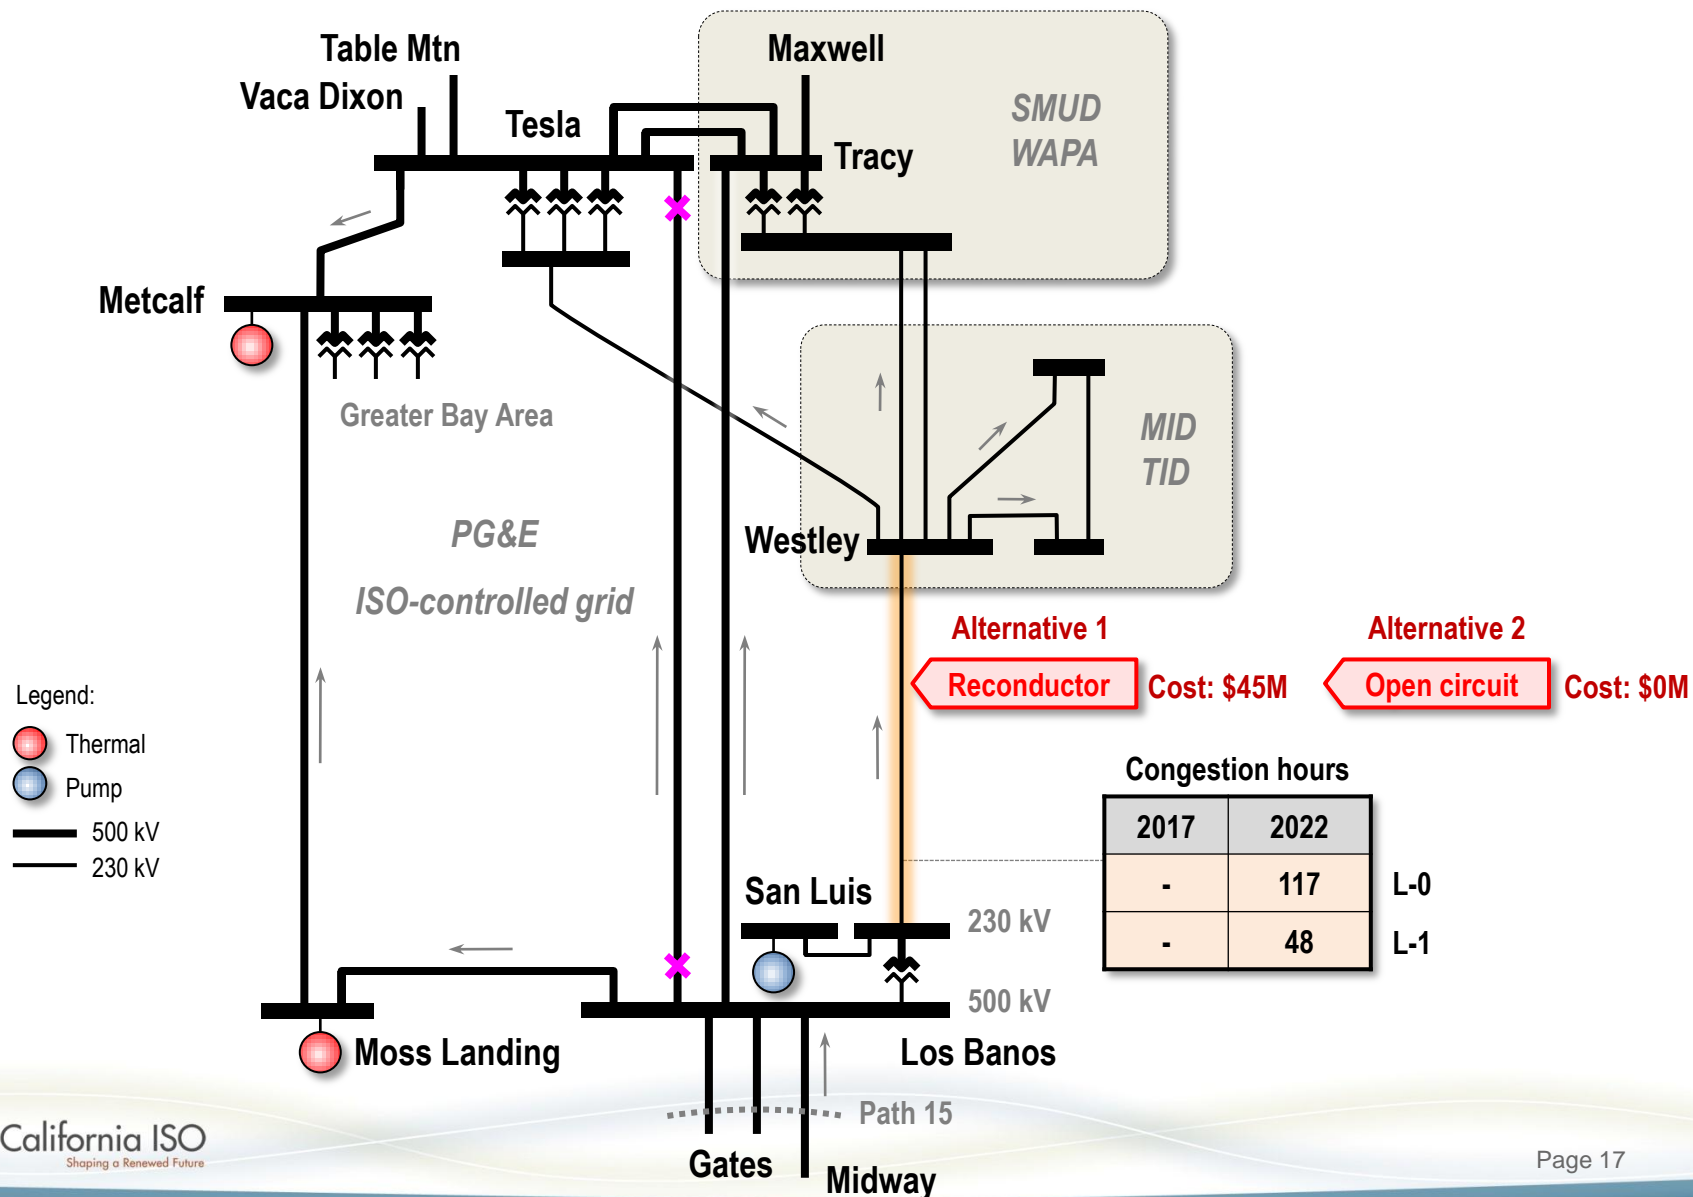 Table Mtn
Maxwell
Vaca Dixon
Tesla
SMUD
WAPA
Tracy
Metcalf
Greater Bay Area
MID
TID
PG&E
ISO-controlled grid
Westley
Alternative 1
Alternative 2
Reconductor
Cost: $45M
Open circuit
Cost: $0M
Legend:
Thermal
Pump
500 kV
230 kV
Congestion hours
2017 2022
- 117 L-0
- 48 L-1
San Luis
230 kV
500 kV
Moss Landing
Los Banos
Path 15
Gates
Midway
California ISO
Shaping a Renewed Future
Page 17